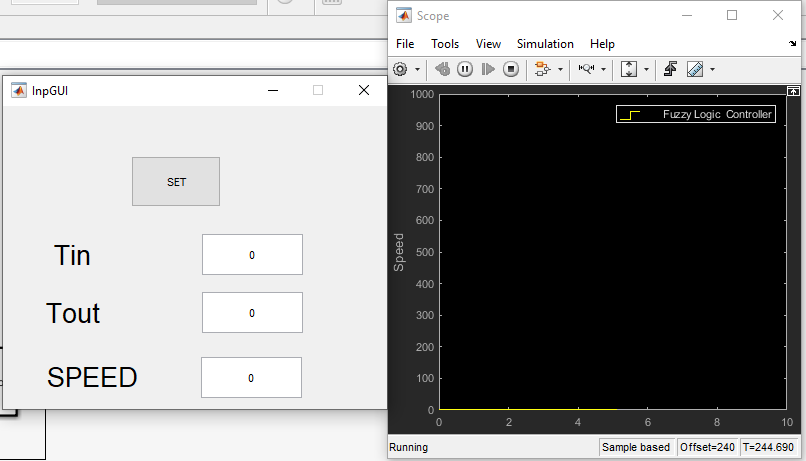 InpGUI
SET
Tin
0
Tout
0
SPEED
0
Scope
File Tools View Simulation Help
Fuzzy Logic Controller
1000
900
800
700
600
500
400
300
200
100
0
Speed
0 2 4 6 8 10
Running
Sample based Offset=240 T=244.690